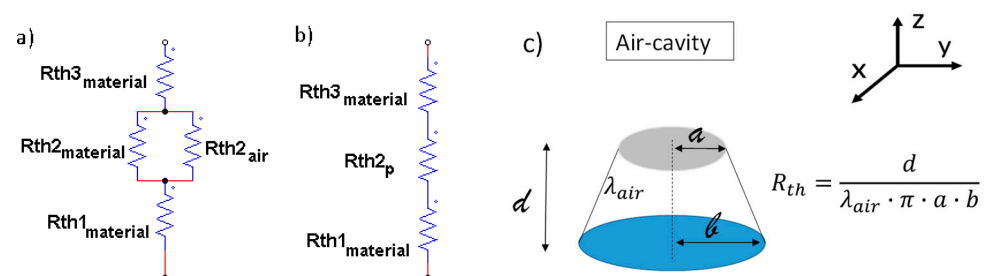 a)
Rth3material
Rth2material
Rth2air
Rth1material
b)
Rth3material
Rth2p
Rth1material
c)
Air-cavity
a
d
λair
b
Rth = d / λair · π · a · b
z
y
x